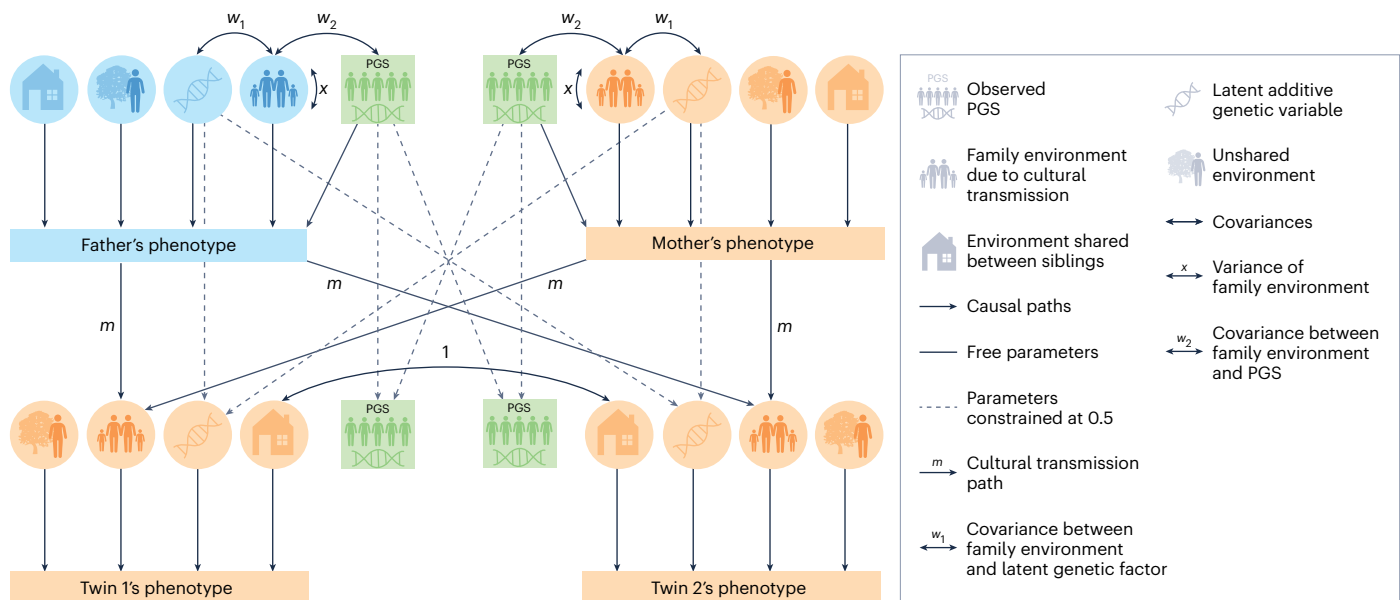 w1
w2
w2
w1
PGS
PGS
x
x
Father's phenotype
Mother's phenotype
m
m
m
m
1
PGS
PGS
Twin 1's phenotype
Twin 2's phenotype
PGS
Observed
PGS
Family environment
due to cultural
transmission
Environment shared
between siblings
Causal paths
Free parameters
Parameters
constrained at 0.5
m
Cultural transmission
path
w1
Covariance between
family environment
and latent genetic factor
Latent additive
genetic variable
Unshared
environment
Covariances
x
Variance of
family environment
w2
Covariance between
family environment
and PGS